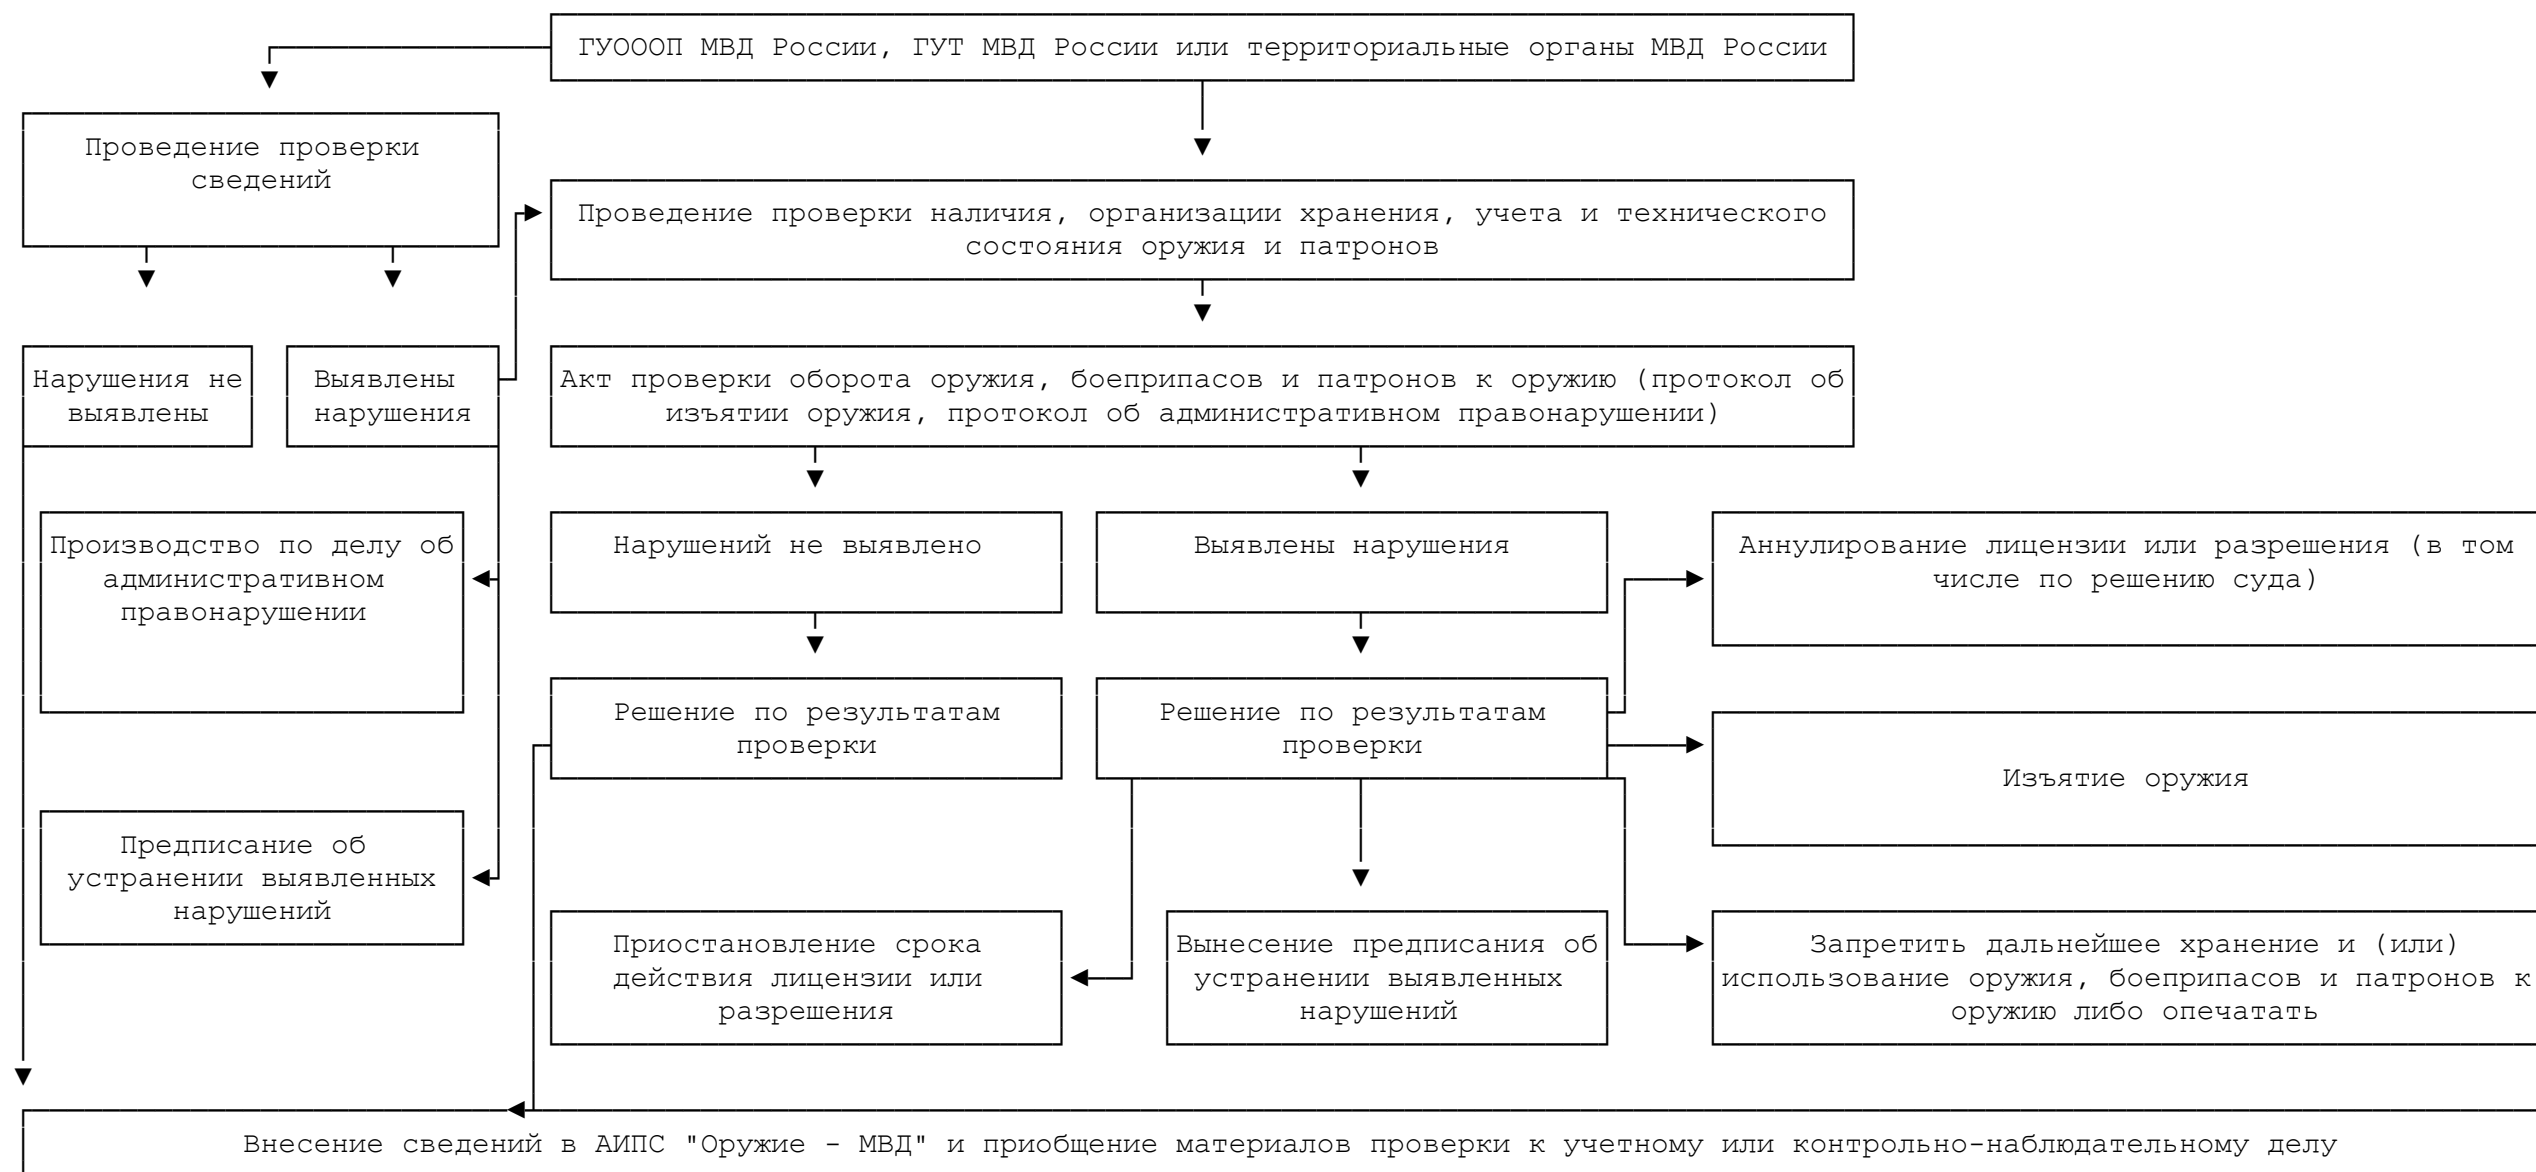 ГУОООП МВД России, ГУТ МВД России или территориальные органы МВД России
Проведение проверки
сведений
Проведение проверки наличия, организации хранения, учета и технического
состояния оружия и патронов
Нарушения не
выявлены
Выявлены
нарушения
Акт проверки оборота оружия, боеприпасов и патронов к оружию (протокол об
изъятии оружия, протокол об административном правонарушении)
Производство по делу об
административном
правонарушении
Нарушений не выявлено
Выявлены нарушения
Аннулирование лицензии или разрешения (в том
числе по решению суда)
Решение по результатам
проверки
Решение по результатам
проверки
Изъятие оружия
Предписание об
устранении выявленных
нарушений
Приостановление срока
действия лицензии или
разрешения
Вынесение предписания об
устранении выявленных
нарушений
Запретить дальнейшее хранение и (или)
использование оружия, боеприпасов и патронов к
оружию либо опечатать
Внесение сведений в АИПС "Оружие - МВД" и приобщение материалов проверки к учетному или контрольно-наблюдательному делу